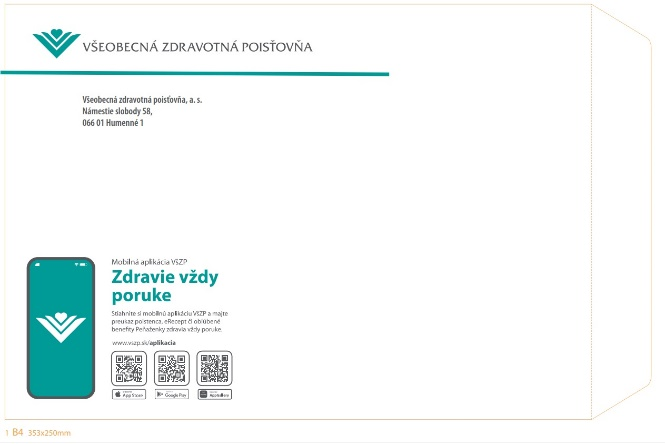 VŠEOBECNÁ ZDRAVOTNÁ POISŤOVŇA
Všeobecná zdravotná poisťovňa, a. s.
Námestie slobody 58,
066 01 Humenné 1
Mobilná aplikácia VšZP
Zdravie vždy
poruke
Stiahnite si mobilnú aplikáciu VšZP a majte
preukaz poistenca, eRecept či obľúbené
benefity Peňaženky zdravia vždy poruke.
www.vszp.sk/aplikacia
App Store
Google Play
AppGallery
1 B4 353x250mm